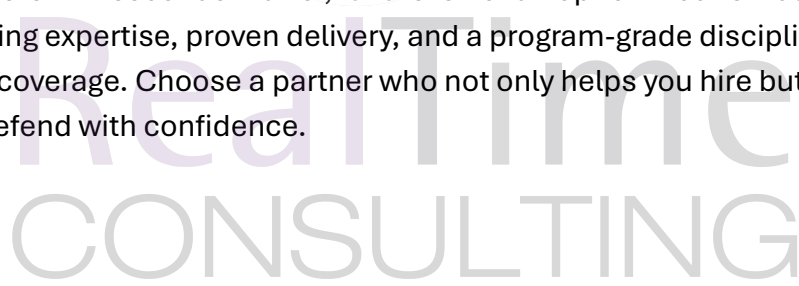 ing expertise, proven delivery, and a program-grade discipli
coverage. Choose a partner who not only helps you hire but
efend with confidence.
RealTime
CONSULTING